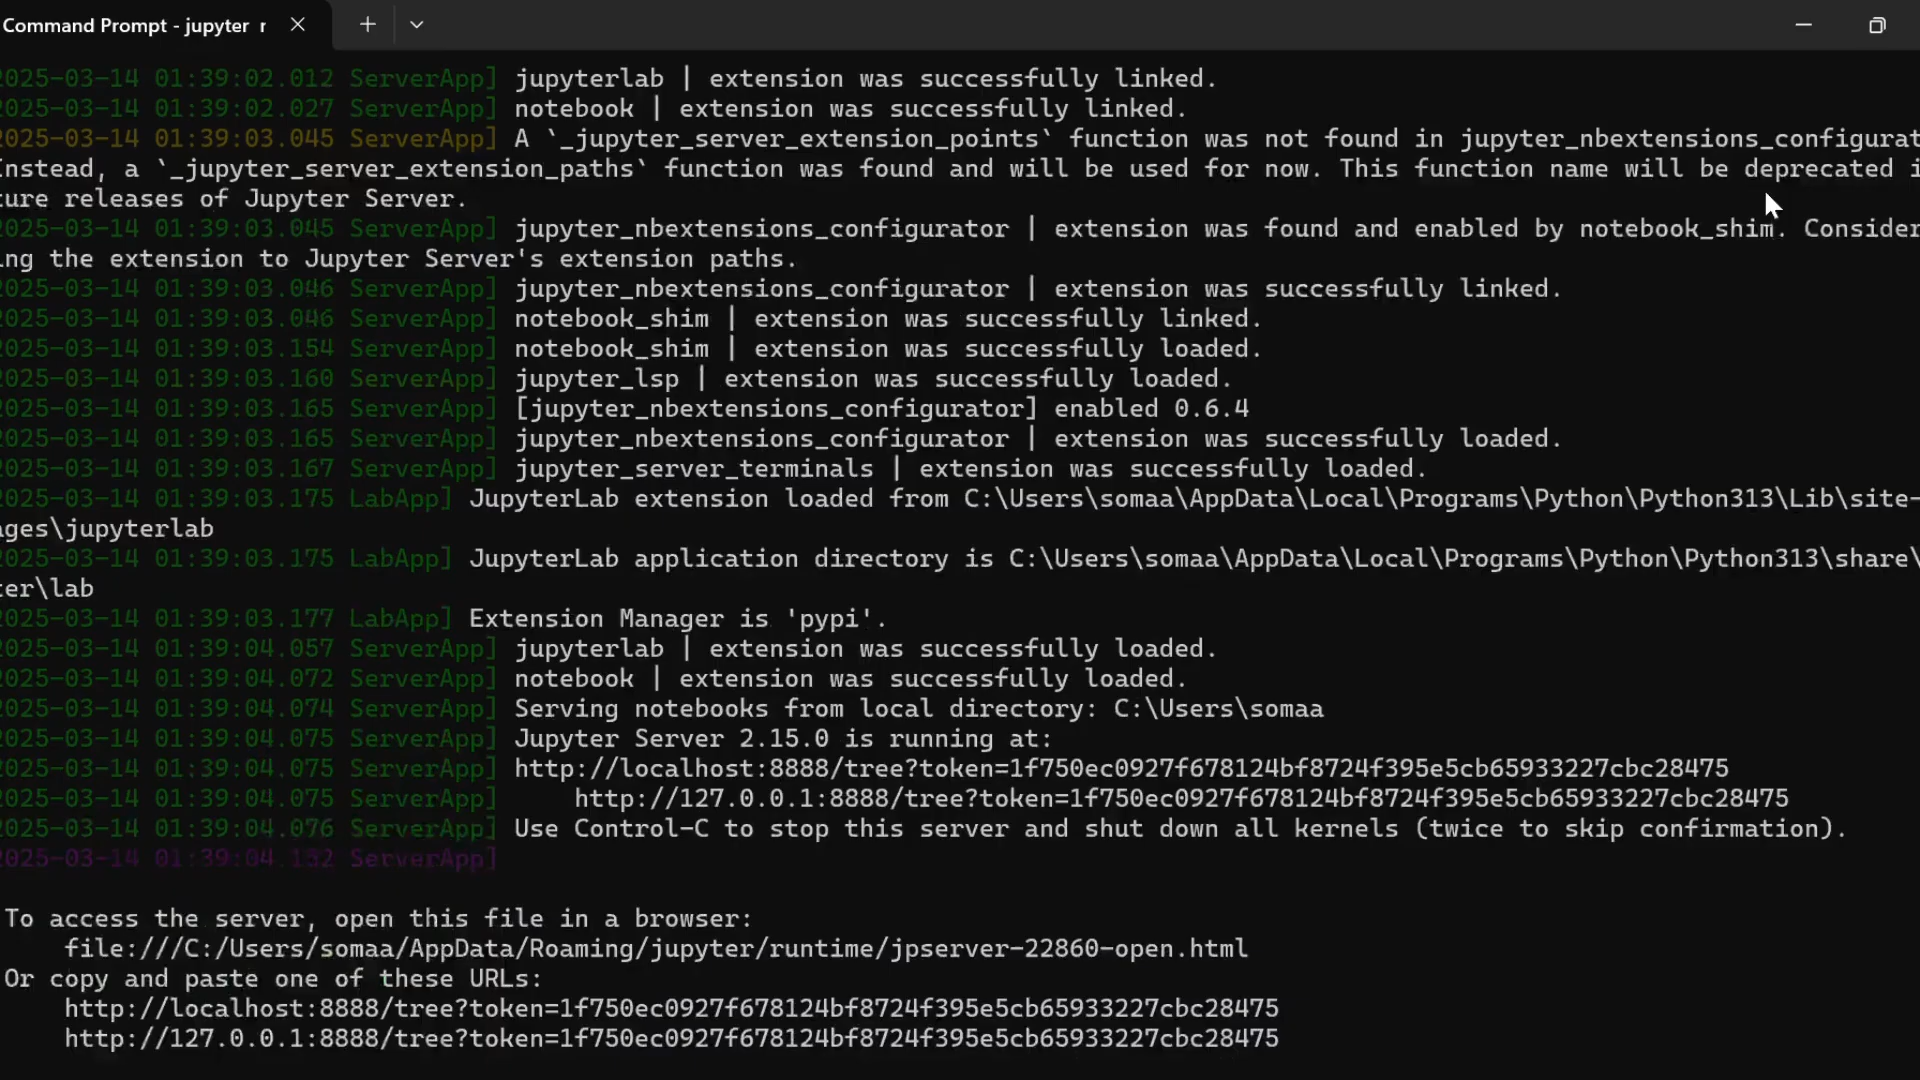 Command Prompt - jupyter r
2025-03-14 01:39:02.012 ServerApp] jupyterlab | extension was successfully linked.
2025-03-14 01:39:02.027 ServerApp] notebook | extension was successfully linked.
2025-03-14 01:39:03.045 ServerApp] A `_jupyter_server_extension_points` function was not found in jupyter_nbextensions_configurat
Instead, a `_jupyter_server_extension_paths` function was found and will be used for now. This function name will be deprecated i
ture releases of Jupyter Server.
2025-03-14 01:39:03.045 ServerApp] jupyter_nbextensions_configurator | extension was found and enabled by notebook_shim. Consider
ing the extension to Jupyter Server's extension paths.
2025-03-14 01:39:03.046 ServerApp] jupyter_nbextensions_configurator | extension was successfully linked.
2025-03-14 01:39:03.046 ServerApp] notebook_shim | extension was successfully linked.
2025-03-14 01:39:03.154 ServerApp] notebook_shim | extension was successfully loaded.
2025-03-14 01:39:03.160 ServerApp] jupyter_lsp | extension was successfully loaded.
2025-03-14 01:39:03.165 ServerApp] [jupyter_nbextensions_configurator] enabled 0.6.4
2025-03-14 01:39:03.165 ServerApp] jupyter_nbextensions_configurator | extension was successfully loaded.
2025-03-14 01:39:03.167 ServerApp] jupyter_server_terminals | extension was successfully loaded.
2025-03-14 01:39:03.175 LabApp] JupyterLab extension loaded from C:\Users\somaa\AppData\Local\Programs\Python\Python313\Lib\site-
ages\jupyterlab
2025-03-14 01:39:03.175 LabApp] JupyterLab application directory is C:\Users\somaa\AppData\Local\Programs\Python\Python313\share\
ter\lab
2025-03-14 01:39:03.177 LabApp] Extension Manager is 'pypi'.
2025-03-14 01:39:04.057 ServerApp] jupyterlab | extension was successfully loaded.
2025-03-14 01:39:04.072 ServerApp] notebook | extension was successfully loaded.
2025-03-14 01:39:04.074 ServerApp] Serving notebooks from local directory: C:\Users\somaa
2025-03-14 01:39:04.075 ServerApp] Jupyter Server 2.15.0 is running at:
2025-03-14 01:39:04.075 ServerApp] http://localhost:8888/tree?token=1f750ec0927f678124bf8724f395e5cb65933227cbc28475
2025-03-14 01:39:04.075 ServerApp]     http://127.0.0.1:8888/tree?token=1f750ec0927f678124bf8724f395e5cb65933227cbc28475
2025-03-14 01:39:04.076 ServerApp] Use Control-C to stop this server and shut down all kernels (twice to skip confirmation).
2025-03-14 01:39:04.132 ServerApp]
To access the server, open this file in a browser:
file:///C:/Users/somaa/AppData/Roaming/jupyter/runtime/jpserver-22860-open.html
Or copy and paste one of these URLs:
http://localhost:8888/tree?token=1f750ec0927f678124bf8724f395e5cb65933227cbc28475
http://127.0.0.1:8888/tree?token=1f750ec0927f678124bf8724f395e5cb65933227cbc28475